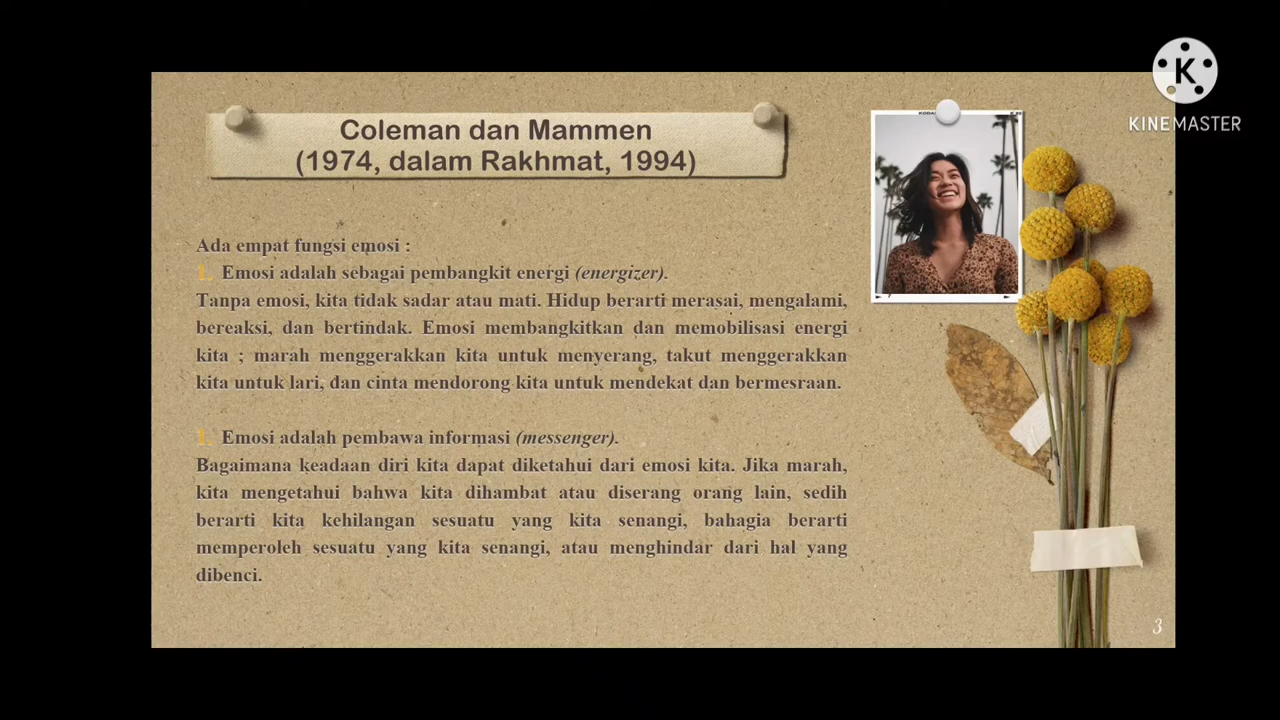 Coleman dan Mammen
(1974, dalam Rakhmat, 1994)
Ada empat fungsi emosi :
1. Emosi adalah sebagai pembangkit energi (energizer).
Tanpa emosi, kita tidak sadar atau mati. Hidup berarti merasai, mengalami,
bereaksi, dan bertindak. Emosi membangkitkan dan memobilisasi energi
kita ; marah menggerakkan kita untuk menyerang, takut menggerakkan
kita untuk lari, dan cinta mendorong kita untuk mendekat dan bermesraan.
1. Emosi adalah pembawa informasi (messenger).
Bagaimana keadaan diri kita dapat diketahui dari emosi kita. Jika marah,
kita mengetahui bahwa kita dihambat atau diserang orang lain, sedih
berarti kita kehilangan sesuatu yang kita senangi, bahagia berarti
memperoleh sesuatu yang kita senangi, atau menghindar dari hal yang
dibenci.
K
KINEMASTER
3